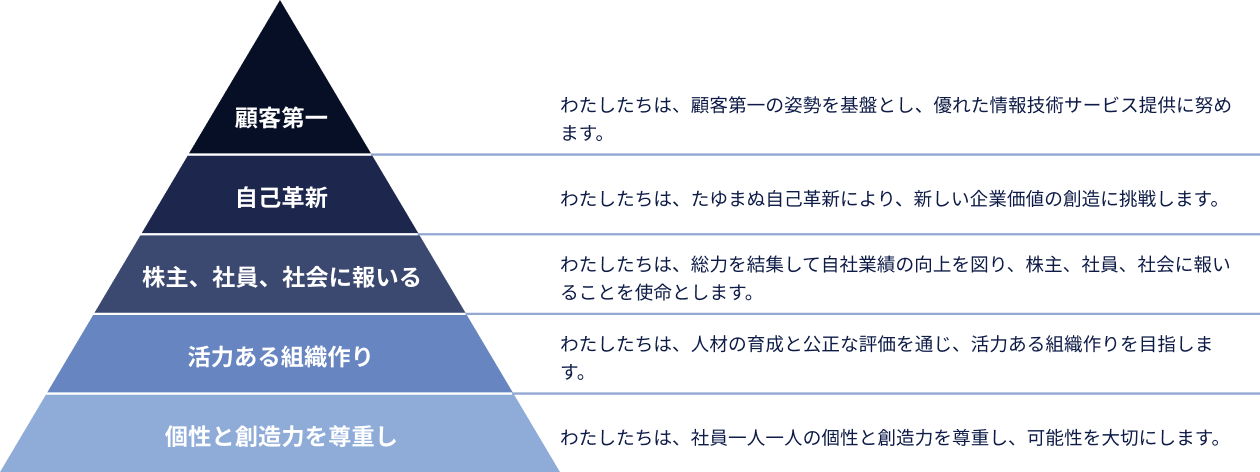 顧客第一
わたしたちは、顧客第一の姿勢を基盤とし、優れた情報技術サービス提供に努め
ます。
自己革新
わたしたちは、たゆまぬ自己革新により、新しい企業価値の創造に挑戦します。
株主、社員、社会に報いる
わたしたちは、総力を結集して自社業績の向上を図り、株主、社員、社会に報い
ることを使命とします。
活力ある組織作り
わたしたちは、人材の育成と公正な評価を通じ、活力ある組織作りを目指しま
す。
個性と創造力を尊重し
わたしたちは、社員一人一人の個性と創造力を尊重し、可能性を大切にします。